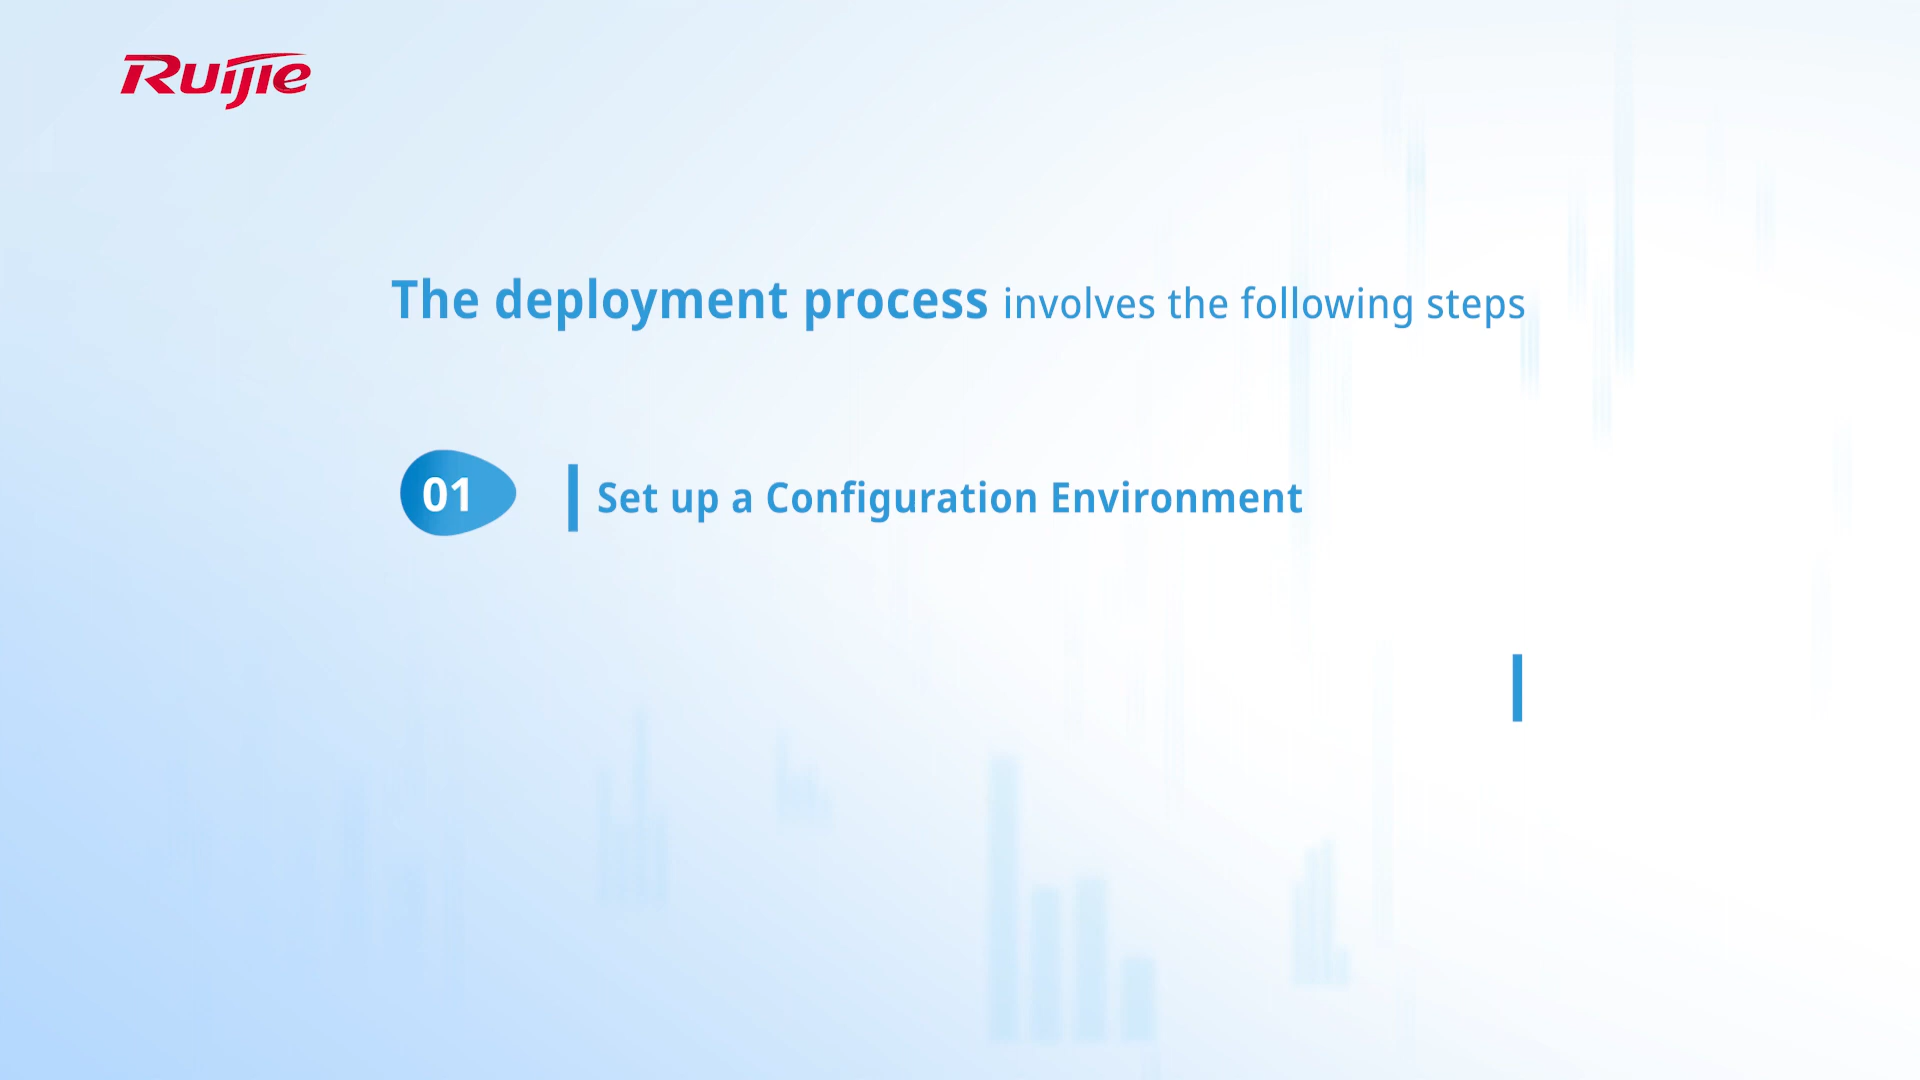 Ruijie
The deployment process involves the following steps
01
Set up a Configuration Environment